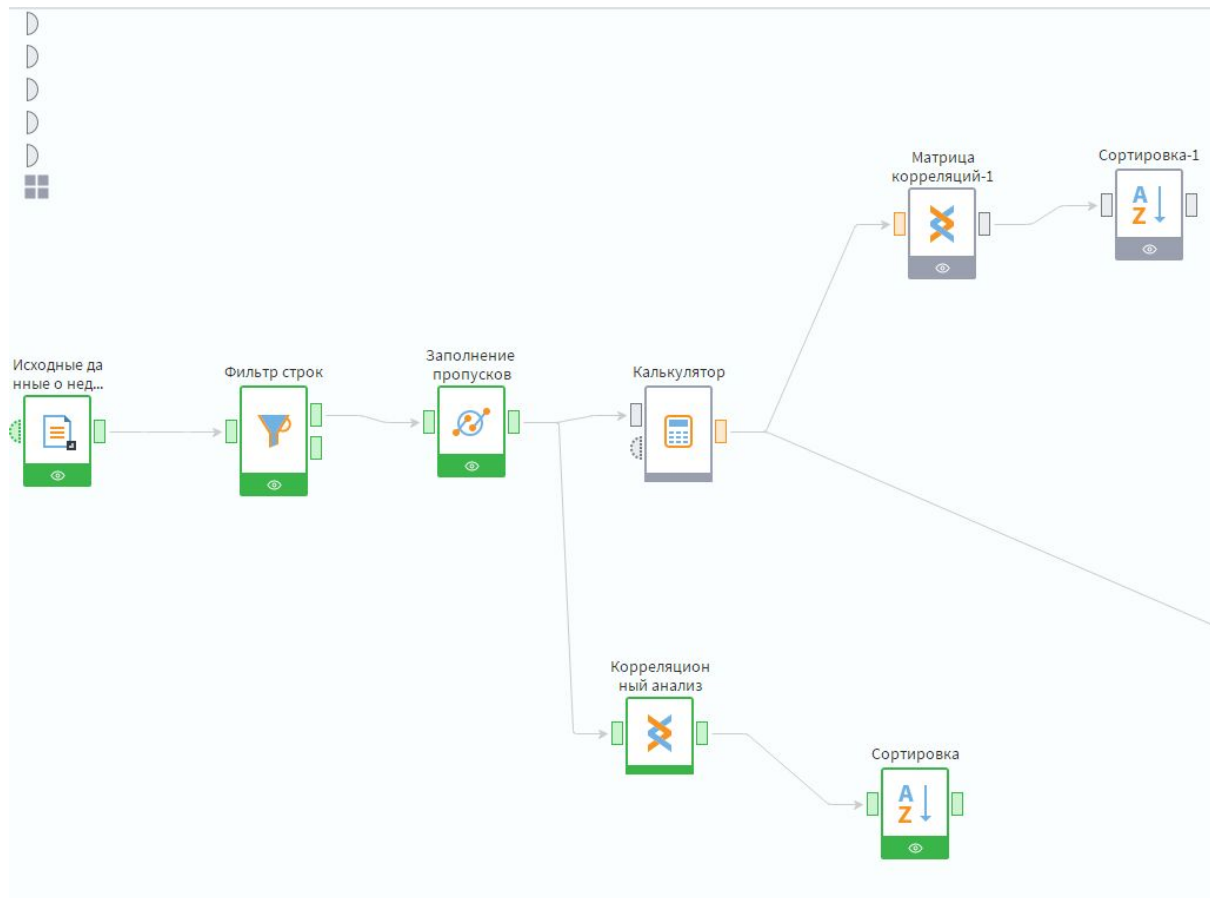 Матрица
корреляций-1
Сортировка-1
A
Z
Исходные да
нные о нед...
Фильтр строк
Заполнение
пропусков
Калькулятор
Корреляцион
ный анализ
Сортировка
A
Z